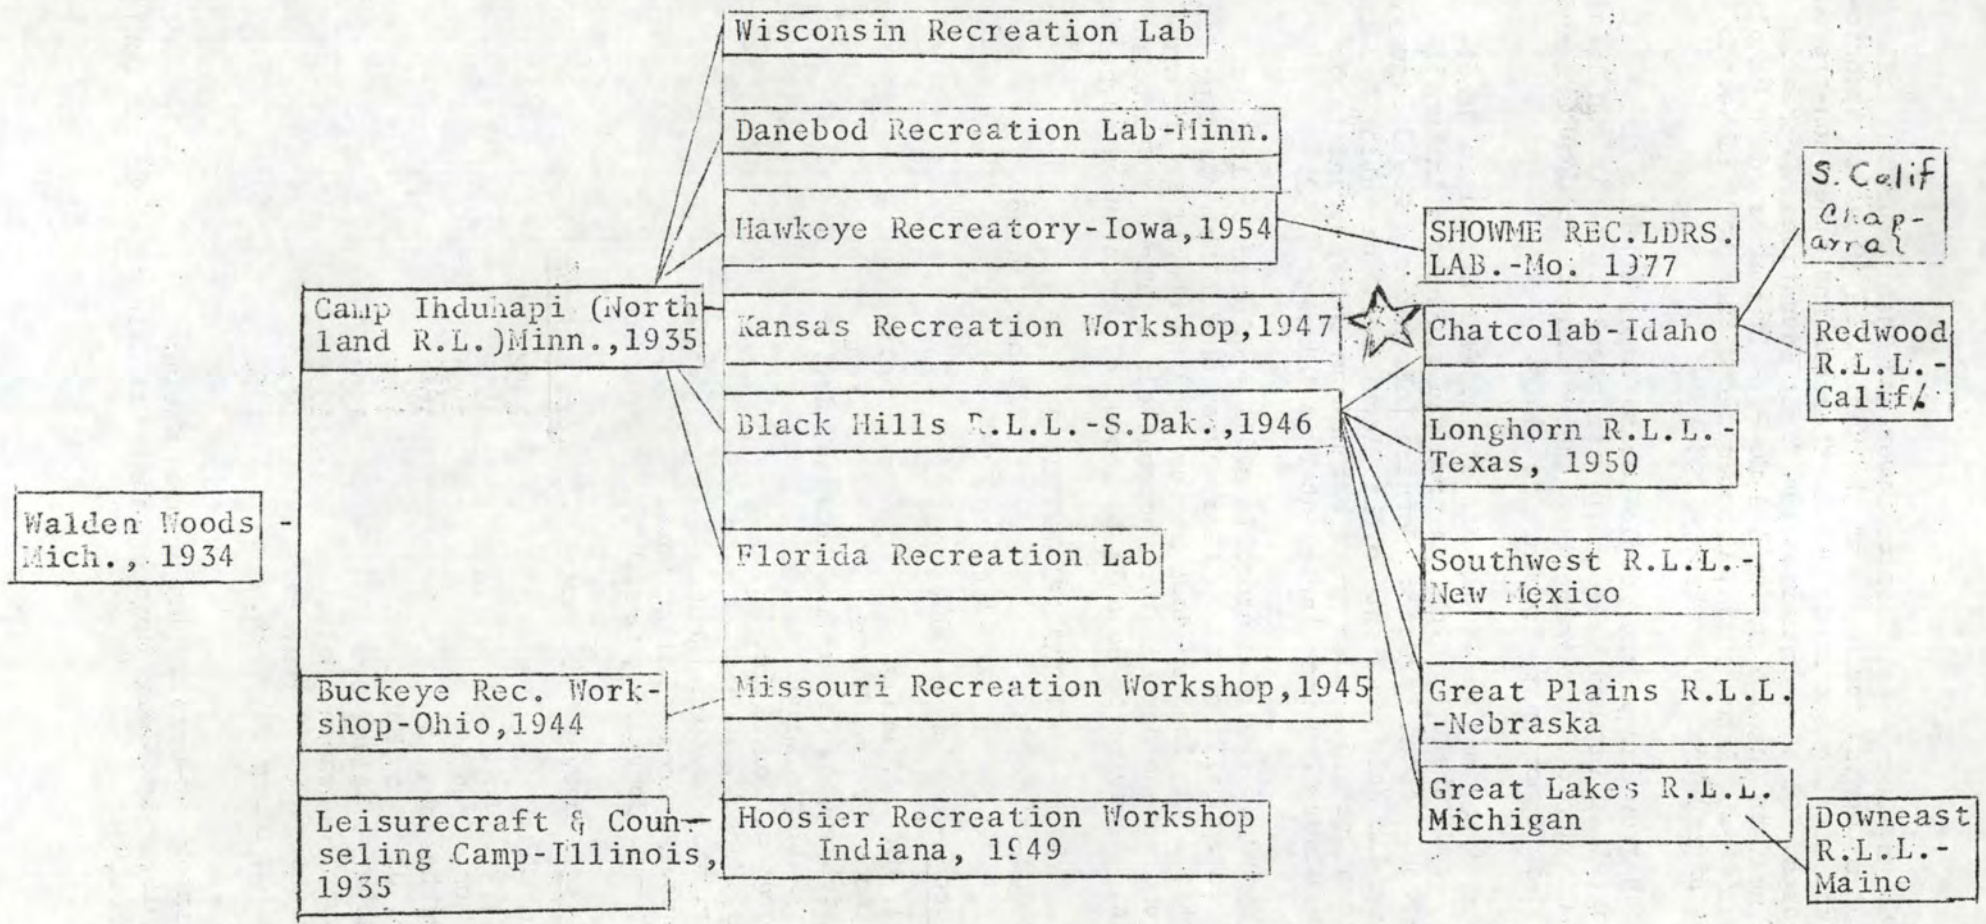 Wisconsin Recreation Lab
Danebod Recreation Lab-Minn.
Hawkeye Recreatory-Iowa,1954
SHOWME REC.LDRS.
LAB.-Mo. 1977
S. Calif
Chap-
arral
Camp Ihduhapi (North
land R.L.)Minn.,1935
Kansas Recreation Workshop,1947
Chatcolab-Idaho
Redwood
R.L.L.-
Calif.
Black Hills R.L.L.-S.Dak.,1946
Longhorn R.L.L.-
Texas, 1950
Walden Woods -
Mich., 1934
Florida Recreation Lab
Southwest R.L.L.-
New Mexico
Buckeye Rec. Work-
shop-Ohio,1944
Missouri Recreation Workshop,1945
Great Plains R.L.L.
-Nebraska
Leisurecraft & Coun-
seling Camp-Illinois,
1935
Hoosier Recreation Workshop
Indiana, 1949
Great Lakes R.L.L.
Michigan
Downeast
R.L.L.-
Maine